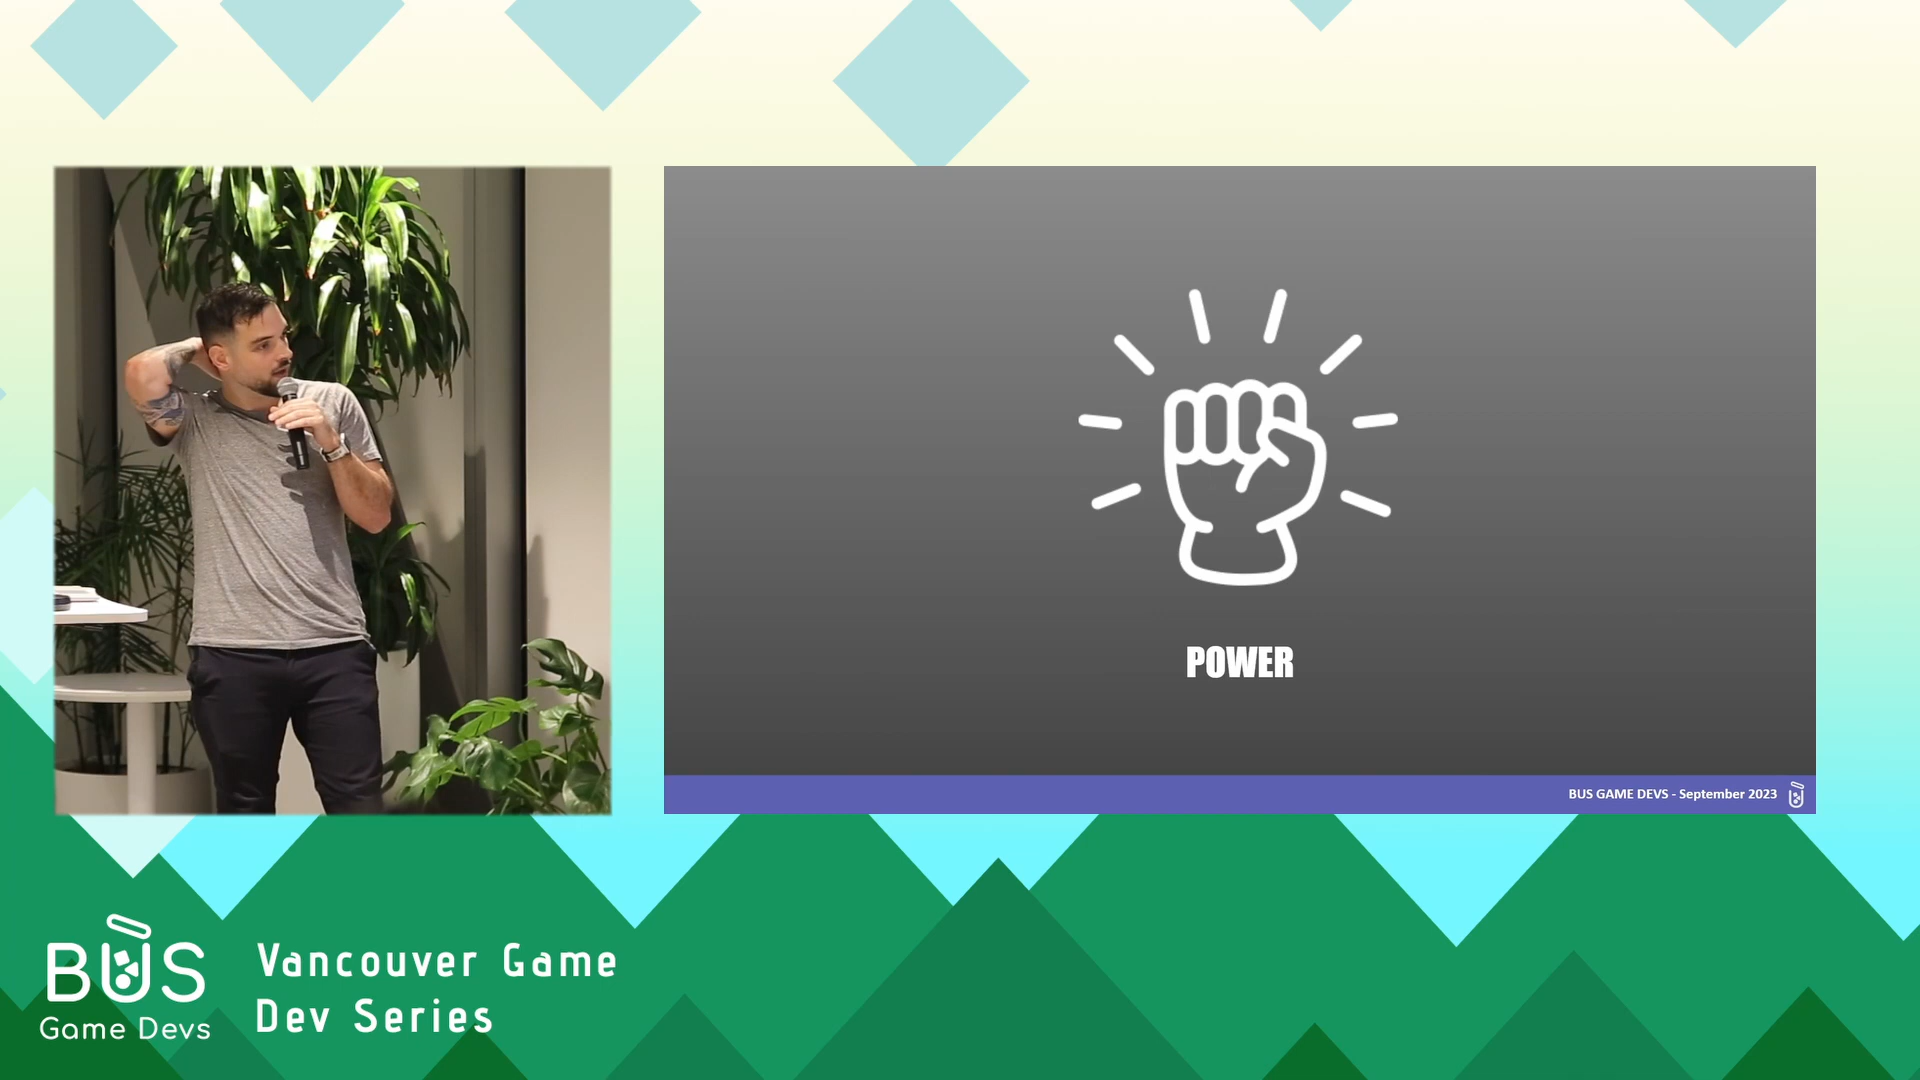 POWER
BUS GAME DEVS - September 2023
BUS
Game Devs
Vancouver Game
Dev Series